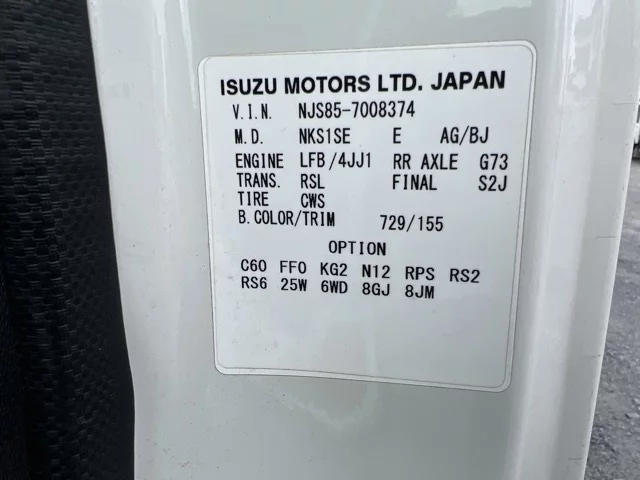 ISUZU MOTORS LTD. JAPAN
V.I.N. NJS85-7008374
M.D. NKS1SE E AG/BJ
ENGINE LFB/4JJ1 RR AXLE G73
TRANS. RSL FINAL S2J
TIRE CWS
B.COLOR/TRIM 729/155
OPTION
C60 FF0 KG2 N12 RPS RS2
RS6 25W 6WD 8GJ 8JM